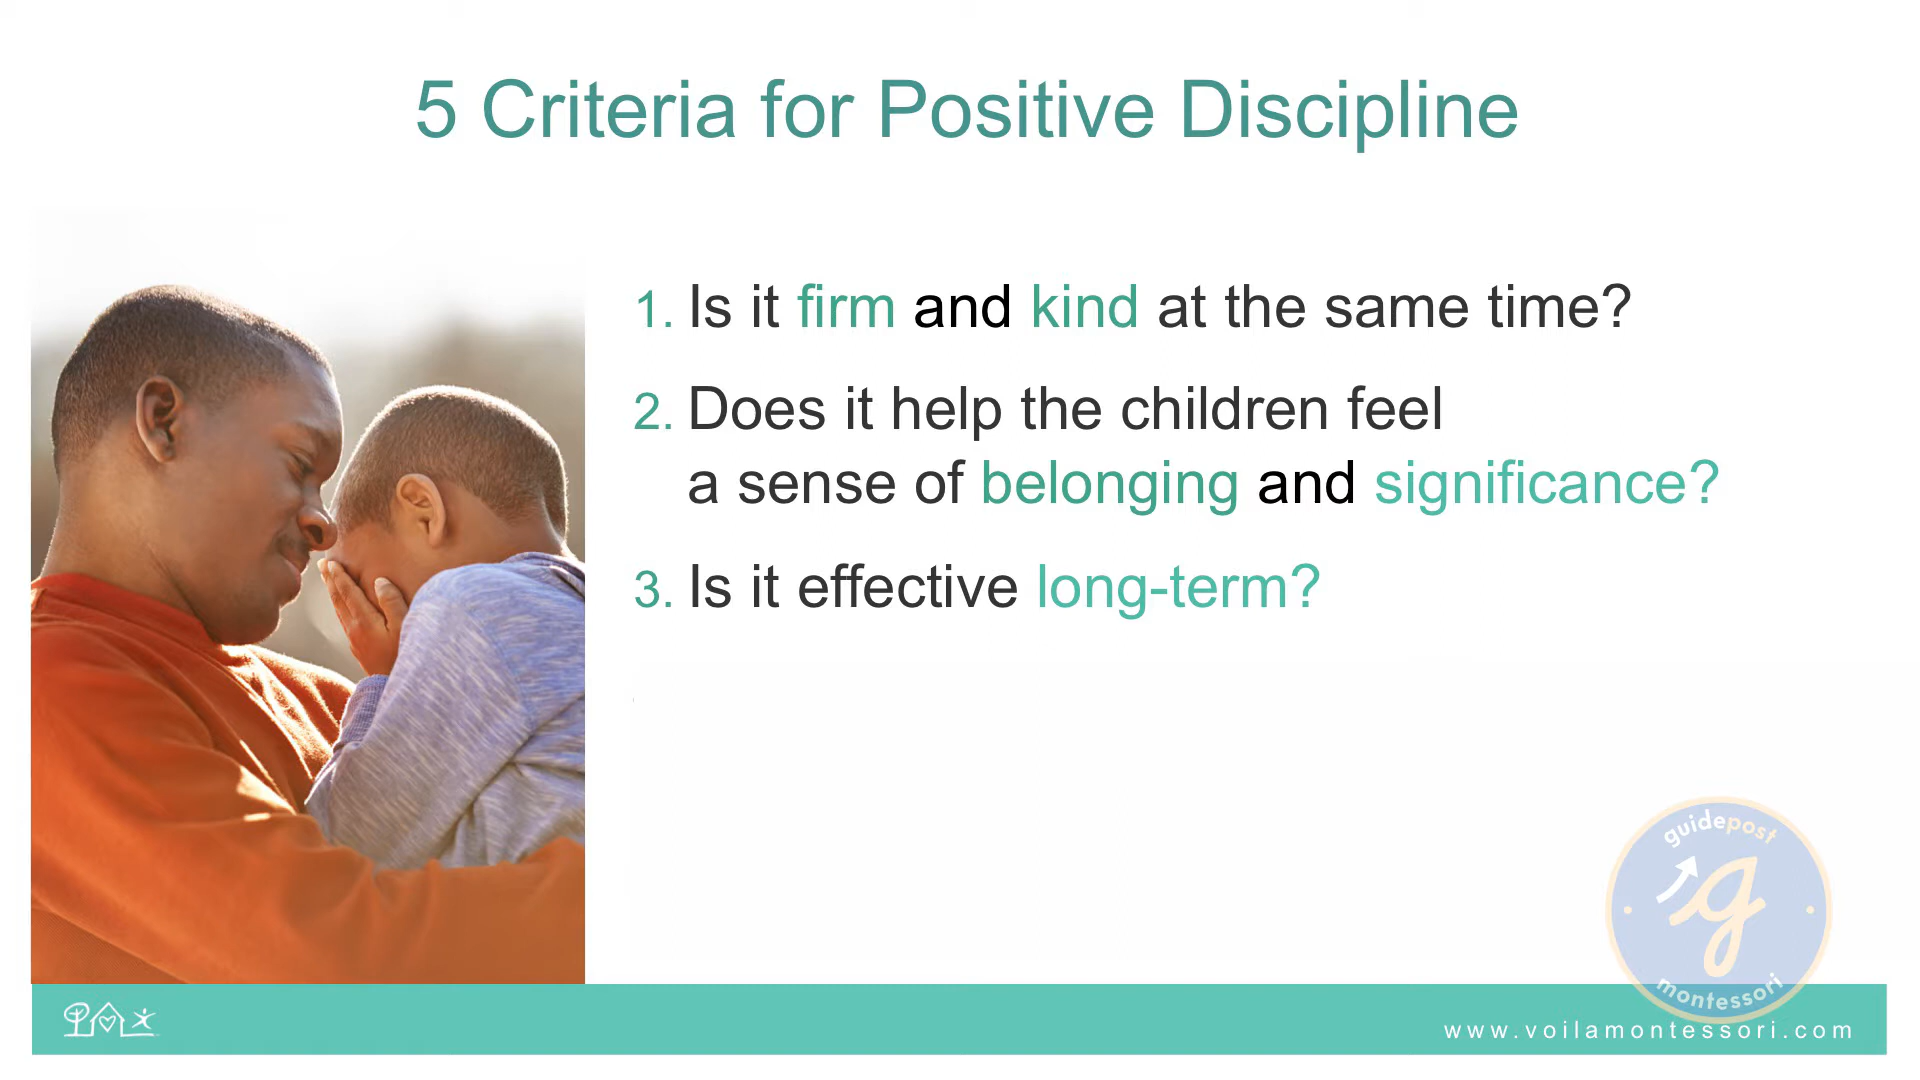 5 Criteria for Positive Discipline
1. Is it firm and kind at the same time?
2. Does it help the children feel
a sense of belonging and significance?
3. Is it effective long-term?
guidepost
g
montessori
www.voilamontessori.com